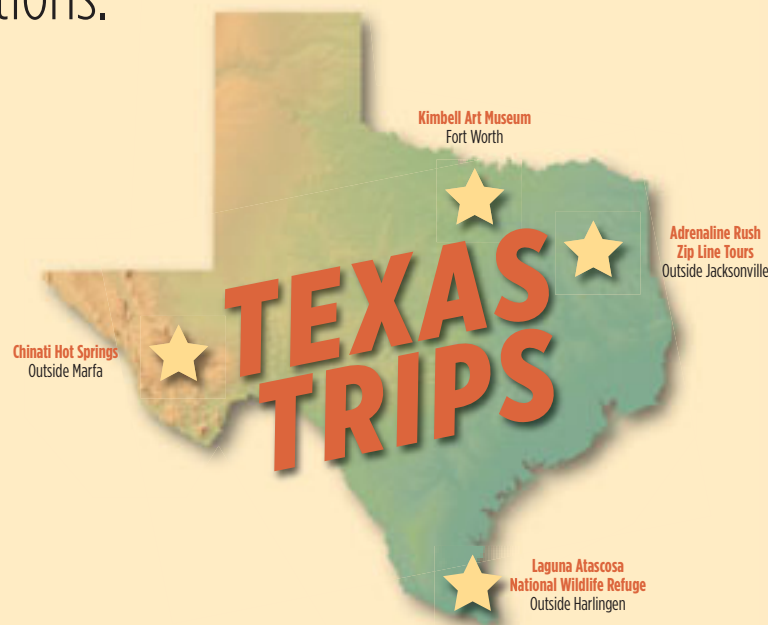 Kimbell Art Museum
Fort Worth
Adrenaline Rush
Zip Line Tours
Outside Jacksonville
TEXAS
TRIPS
Chinati Hot Springs
Outside Marfa
Laguna Atascosa
National Wildlife Refuge
Outside Harlingen